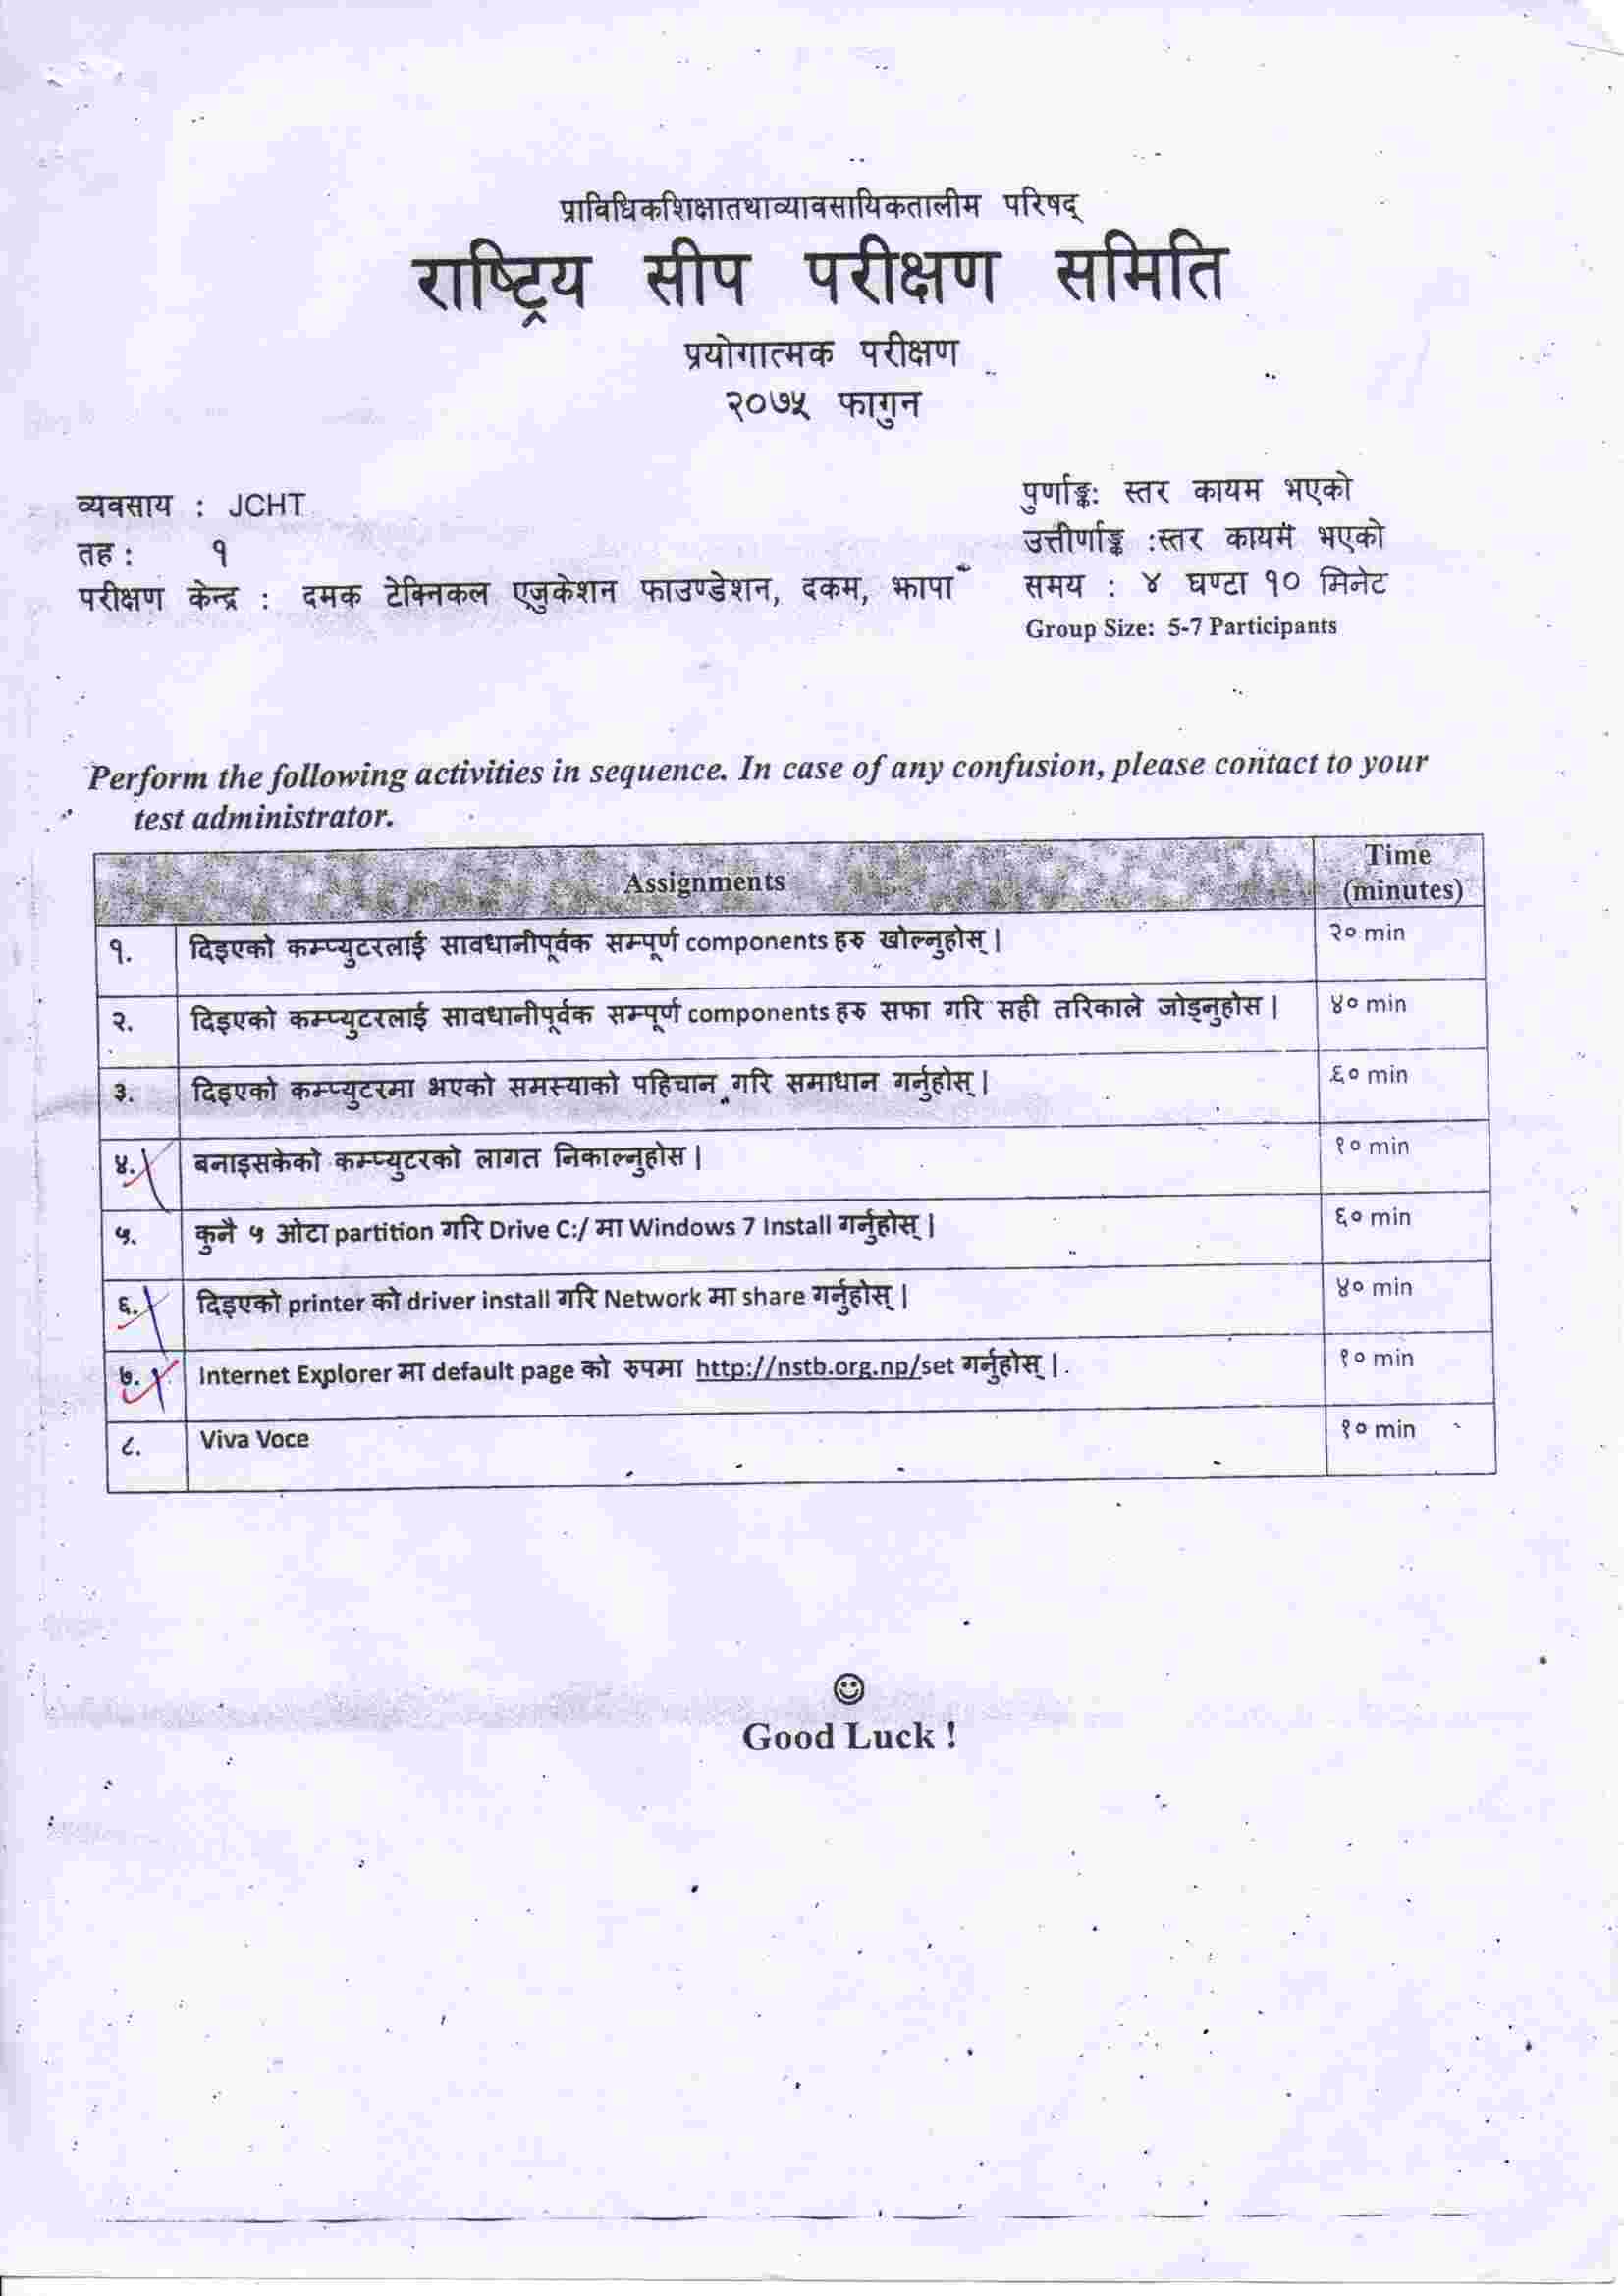 प्राविधिकशिक्षातथाव्यावसायिकतालीम परिषद्
राष्ट्रिय सीप परीक्षण समिति
प्रयोगात्मक परीक्षण
२०७५ फागुन
व्यवसाय : JCHT
तह : १
परीक्षण केन्द्र : दमक टेक्निकल एजुकेशन फाउण्डेशन, दकम, झापा
पुर्णाङ्क: स्तर कायम भएको
उत्तीर्णाङ्क :स्तर कायम भएको
समय : ४ घण्टा १० मिनेट
Group Size: 5-7 Participants
Perform the following activities in sequence. In case of any confusion, please contact to your
test administrator.
Assignments Time (minutes)
१. दिइएको कम्प्युटरलाई सावधानीपूर्वक सम्पूर्ण components हरु खोल्नुहोस् | २० min
२. दिइएको कम्प्युटरलाई सावधानीपूर्वक सम्पूर्ण components हरु सफा गरि सही तरिकाले जोड्नुहोस | ४० min
३. दिइएको कम्प्युटरमा भएको समस्याको पहिचान गरि समाधान गर्नुहोस् | ६० min
४. बनाइसकेको कम्प्युटरको लागत निकाल्नुहोस | १० min
५. कुनै ५ ओटा partition गरि Drive C:/ मा Windows 7 Install गर्नुहोस् | ६० min
६. दिइएको printer को driver install गरि Network मा share गर्नुहोस् | ४० min
७. Internet Explorer मा default page को रुपमा http://nstb.org.np/set गर्नुहोस् | १० min
८. Viva Voce १० min
Good Luck !